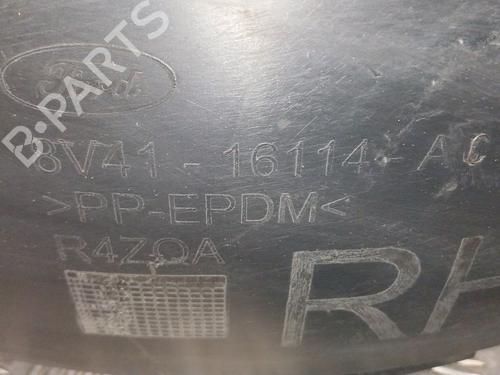 Ford
8V41-16114-AC
>PP-EPDM<
R4ZQA
RH
B-PARTS